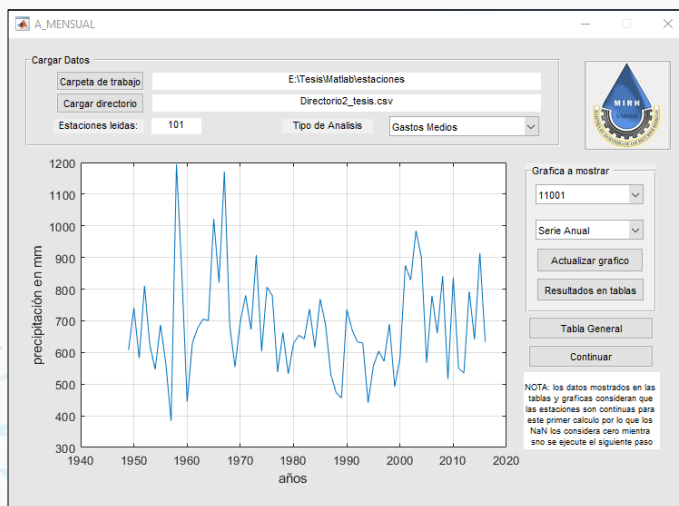 A_MENSUAL
Cargar Datos
Carpeta de trabajo
E:\Tesis\Matlab\estaciones
Cargar directorio
Directorio2_tesis.csv
Estaciones leidas:
101
Tipo de Analisis
Gastos Medios
MIRH
1200
1100
1000
900
800
700
600
500
400
300
1940
1950
1960
1970
1980
1990
2000
2010
2020
precipitación en mm
años
Grafica a mostrar
11001
Serie Anual
Actualizar grafico
Resultados en tablas
Tabla General
Continuar
NOTA: los datos mostrados en las
tablas y graficas consideran que
las estaciones son continuas para
este primer calculo por lo que los
NaN los considera cero mientra
sno se ejecute el siguiente paso